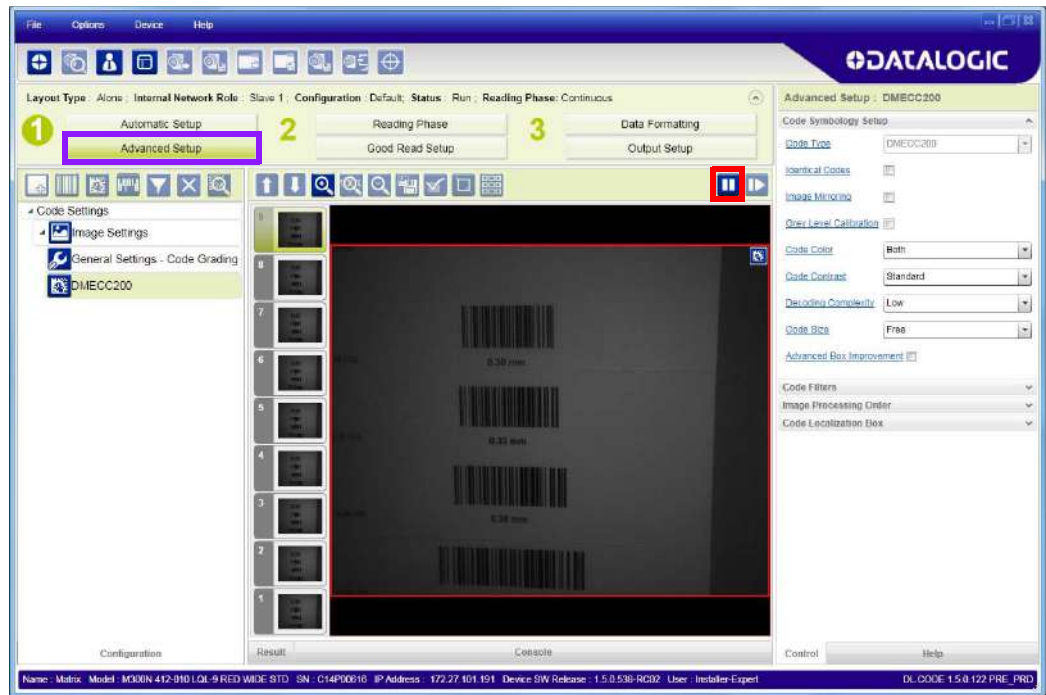 File Options Device Help
DATALOGIC
Layout Type : Alone ; Internal Network Role : Slave 1 ; Configuration : Default; Status : Run ; Reading Phase: Continuous
1 Automatic Setup 2 Reading Phase 3 Data Formatting
Advanced Setup Good Read Setup Output Setup
Code Settings
Image Settings
General Settings - Code Grading
DMECC200
9
8
7
6
5
4
3
2
1
0.30 mm
0.33 mm
0.38 mm
Advanced Setup : DMECC200
Code Symbology Setup
Code Type DMECC200
Identical Codes
Image Mirroring
Grey Level Calibration
Code Color Both
Code Contrast Standard
Decoding Complexity Low
Code Size Free
Advanced Box Improvement
Code Filters
Image Processing Order
Code Localization Box
Configuration Result Console Control Help
Name : Matrix Model : M300N 412-010 LQL-9 RED WIDE STD SN : C14P00616 IP Address : 172.27.101.191 Device SW Release : 1.5.0.538-RC02 User : Installer-Expert DL.CODE 1.5.0.122 PRE_PRD